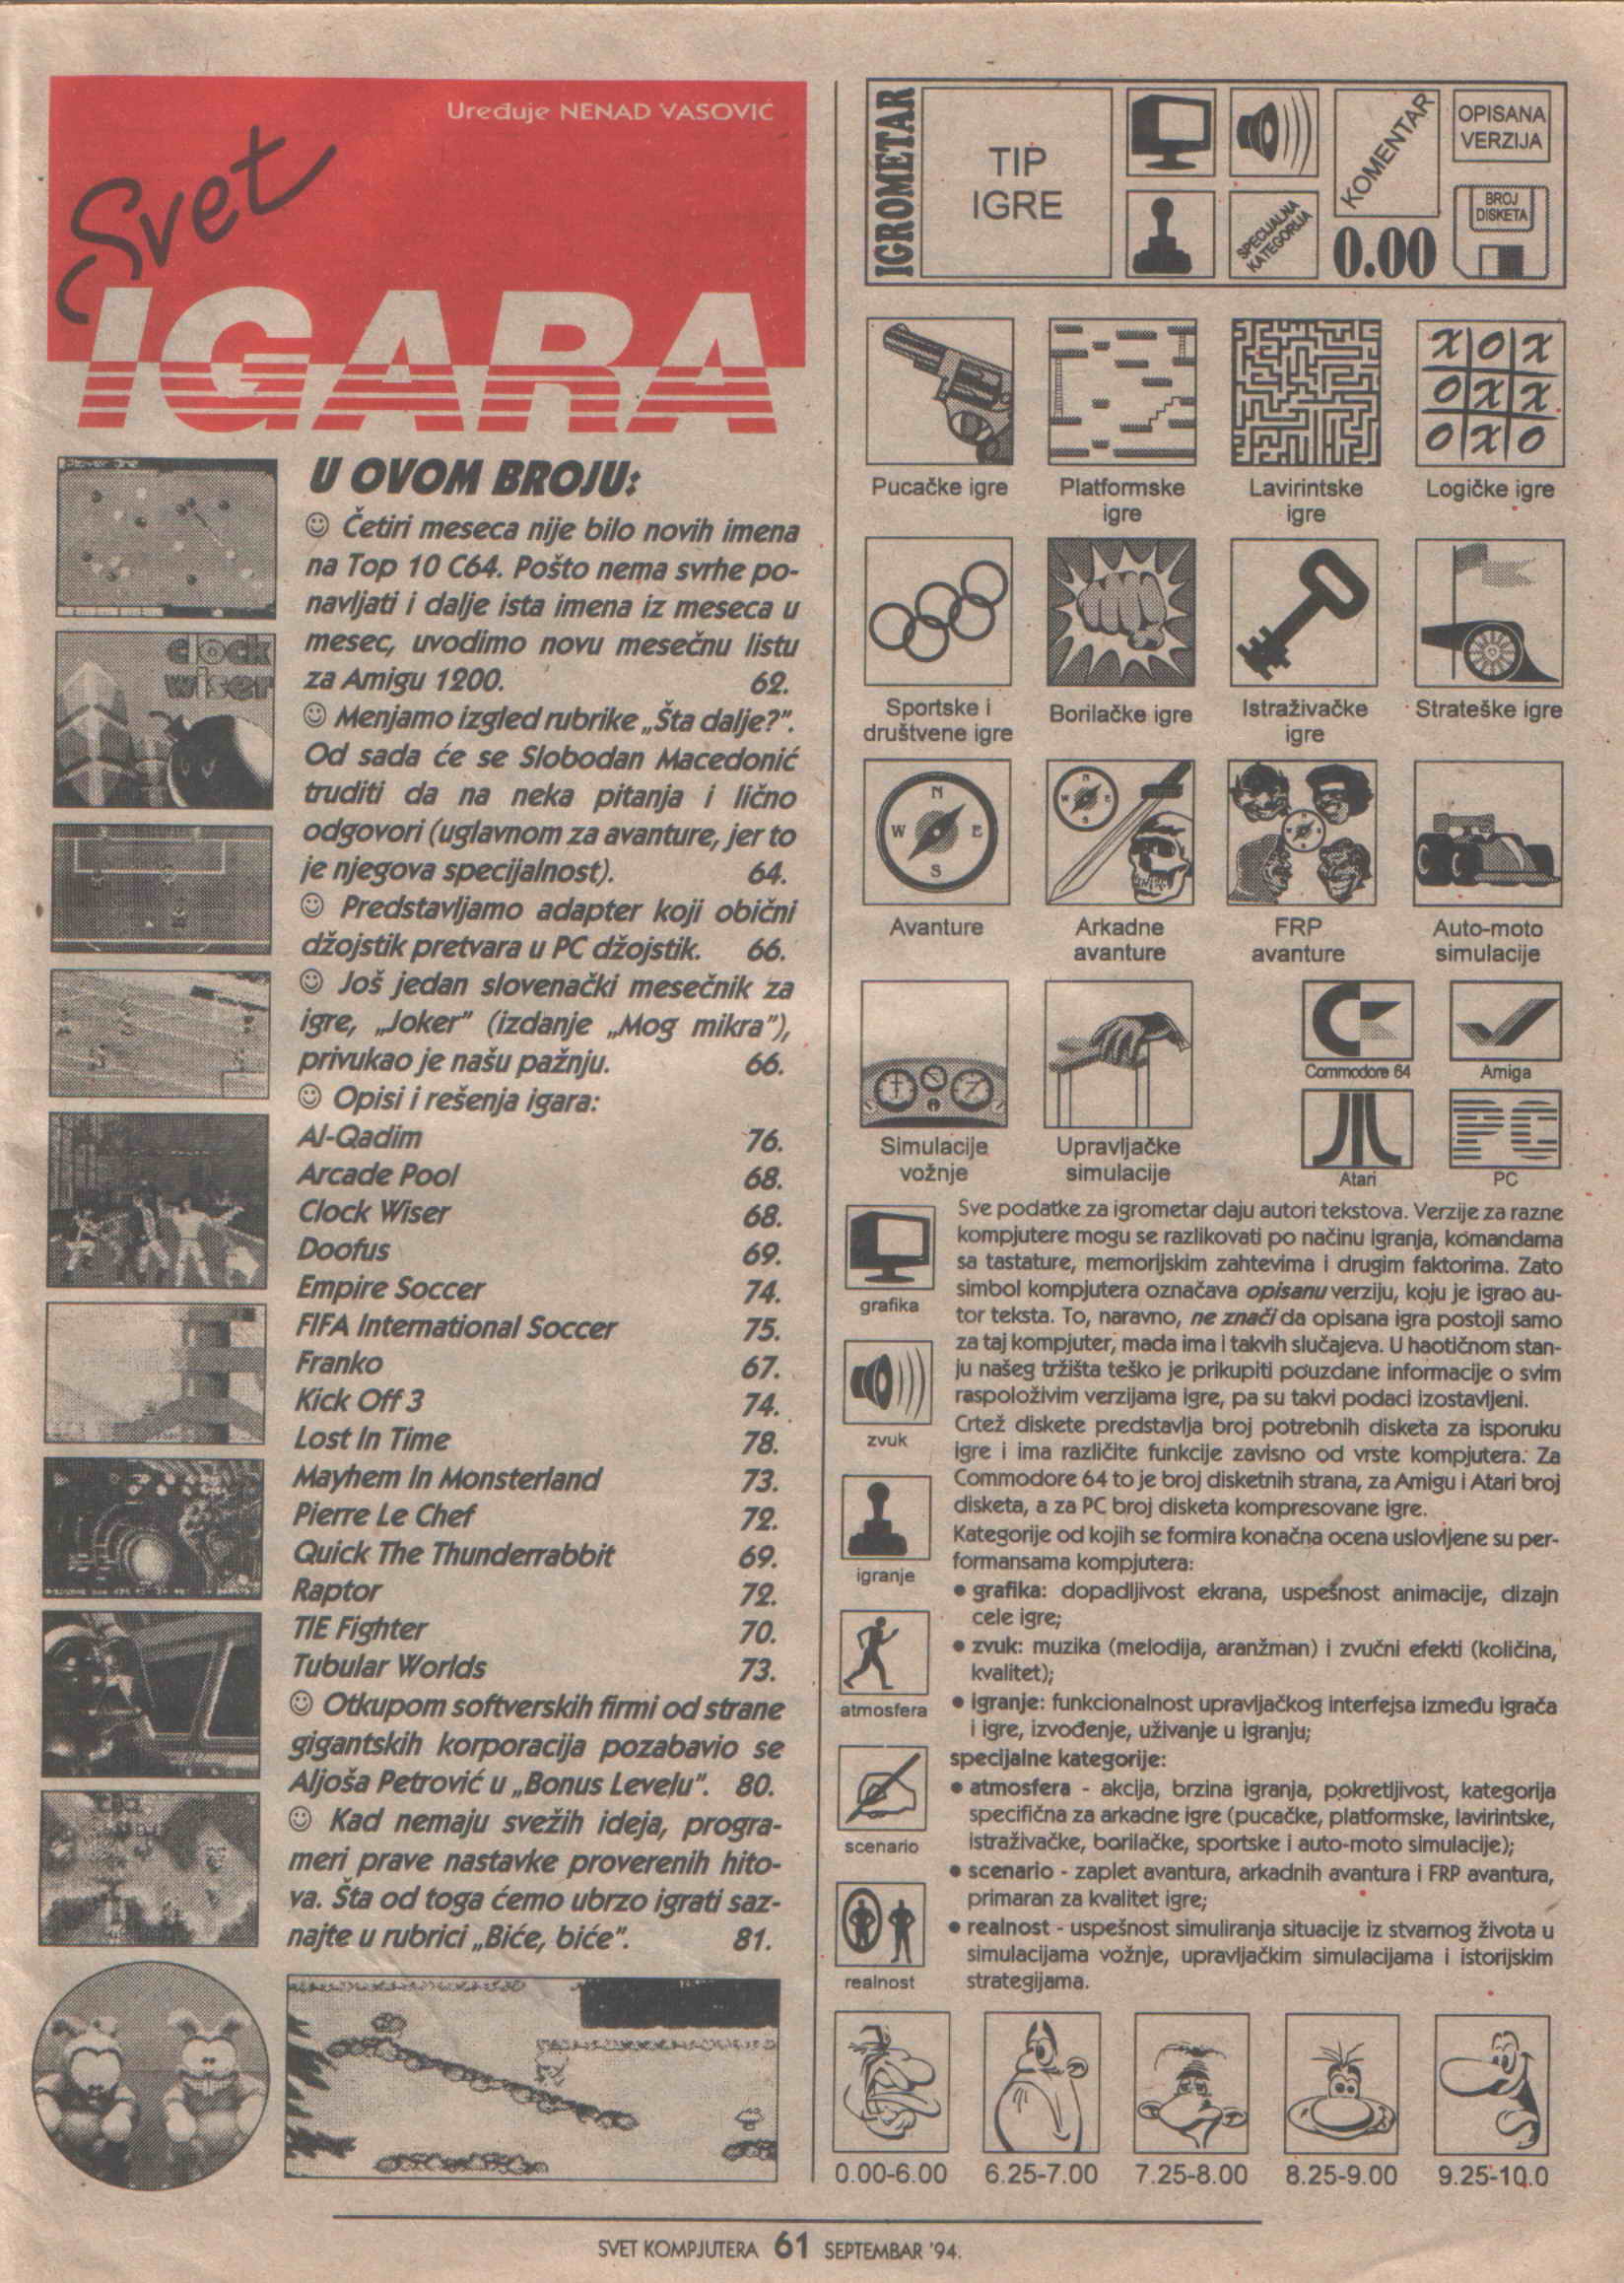 Uređuje NENAD VASOVIĆ
Svet
IGARA
U OVOM BROJU:
☺ Četiri meseca nije bilo novih imena
na Top 10 C64. Pošto nema svrhe po-
navljati i dalje ista imena iz meseca u
mesec, uvodimo novu mesečnu listu
za Amigu 1200. 62.
☺ Menjamo izgled rubrike „Šta dalje?”.
Od sada će se Slobodan Macedonić
truditi da na neka pitanja i lično
odgovori (uglavnom za avanture, jer to
je njegova specijalnost). 64.
☺ Predstavljamo adapter koji obični
džojstik pretvara u PC džojstik. 66.
☺ Još jedan slovenački mesečnik za
igre, „Joker” (izdanje „Mog mikra”),
privukao je našu pažnju. 66.
☺ Opisi i rešenja igara:
Al-Qadim 76.
Arcade Pool 68.
Clock Wiser 68.
Doofus 69.
Empire Soccer 74.
FIFA International Soccer 75.
Franko 67.
Kick Off 3 74.
Lost In Time 78.
Mayhem In Monsterland 73.
Pierre Le Chef 72.
Quick The Thunderrabbit 69.
Raptor 72.
TIE Fighter 70.
Tubular Worlds 73.
☺ Otkupom softverskih firmi od strane
gigantskih korporacija pozabavio se
Aljoša Petrović u „Bonus Levelu”. 80.
☺ Kad nemaju svežih ideja, progra-
meri prave nastavke proverenih hito-
va. Šta od toga ćemo ubrzo igrati saz-
najte u rubrici „Biće, biće”. 81.
clock
wiser
IGROMETAR
TIP
IGRE
SPECIJALNA
KATEGORIJA
KOMENTAR
0.00
OPISANA
VERZIJA
BROJ
DISKETA
Pucačke igre
Platformske
igre
Lavirintske
igre
Logičke igre
Sportske i
društvene igre
Borilačke igre
Istraživačke
igre
Strateške igre
N
W E
S
Avanture
Arkadne
avanture
FRP
avanture
Auto-moto
simulacije
Simulacije
vožnje
Upravljačke
simulacije
Commodore 64
Amiga
Atari
PC
PC
grafika
zvuk
igranje
atmosfera
scenario
realnost
Sve podatke za igrometar daju autori tekstova. Verzije za razne
kompjutere mogu se razlikovati po načinu igranja, komandama
sa tastature, memorijskim zahtevima i drugim faktorima. Zato
simbol kompjutera označava opisanu verziju, koju je igrao au-
tor teksta. To, naravno, ne znači da opisana igra postoji samo
za taj kompjuter, mada ima i takvih slučajeva. U haotičnom stan-
ju našeg tržišta teško je prikupiti pouzdane informacije o svim
raspoloživim verzijama igre, pa su takvi podaci izostavljeni.
Crtež diskete predstavlja broj potrebnih disketa za isporuku
igre i ima različite funkcije zavisno od vrste kompjutera. Za
Commodore 64 to je broj disketnih strana, za Amigu i Atari broj
disketa, a za PC broj disketa kompresovane igre.
Kategorije od kojih se formira konačna ocena uslovljene su per-
formansama kompjutera:
● grafika: dopadljivost ekrana, uspešnost animacije, dizajn
cele igre;
● zvuk: muzika (melodija, aranžman) i zvučni efekti (količina,
kvalitet);
● igranje: funkcionalnost upravljačkog interfejsa između igrača
i igre, izvođenje, uživanje u igranju;
specijalne kategorije:
● atmosfera - akcija, brzina igranja, pokretljivost, kategorija
specifična za arkadne igre (pucačke, platformske, lavirintske,
istraživačke, borilačke, sportske i auto-moto simulacije);
● scenario - zaplet avantura, arkadnih avantura i FRP avantura,
primaran za kvalitet igre;
● realnost - uspešnost simuliranja situacije iz stvarnog života u
simulacijama vožnje, upravljačkim simulacijama i istorijskim
strategijama.
0.00-6.00
6.25-7.00
7.25-8.00
8.25-9.00
9.25-10.0
SVET KOMPJUTERA 61 SEPTEMBAR '94.